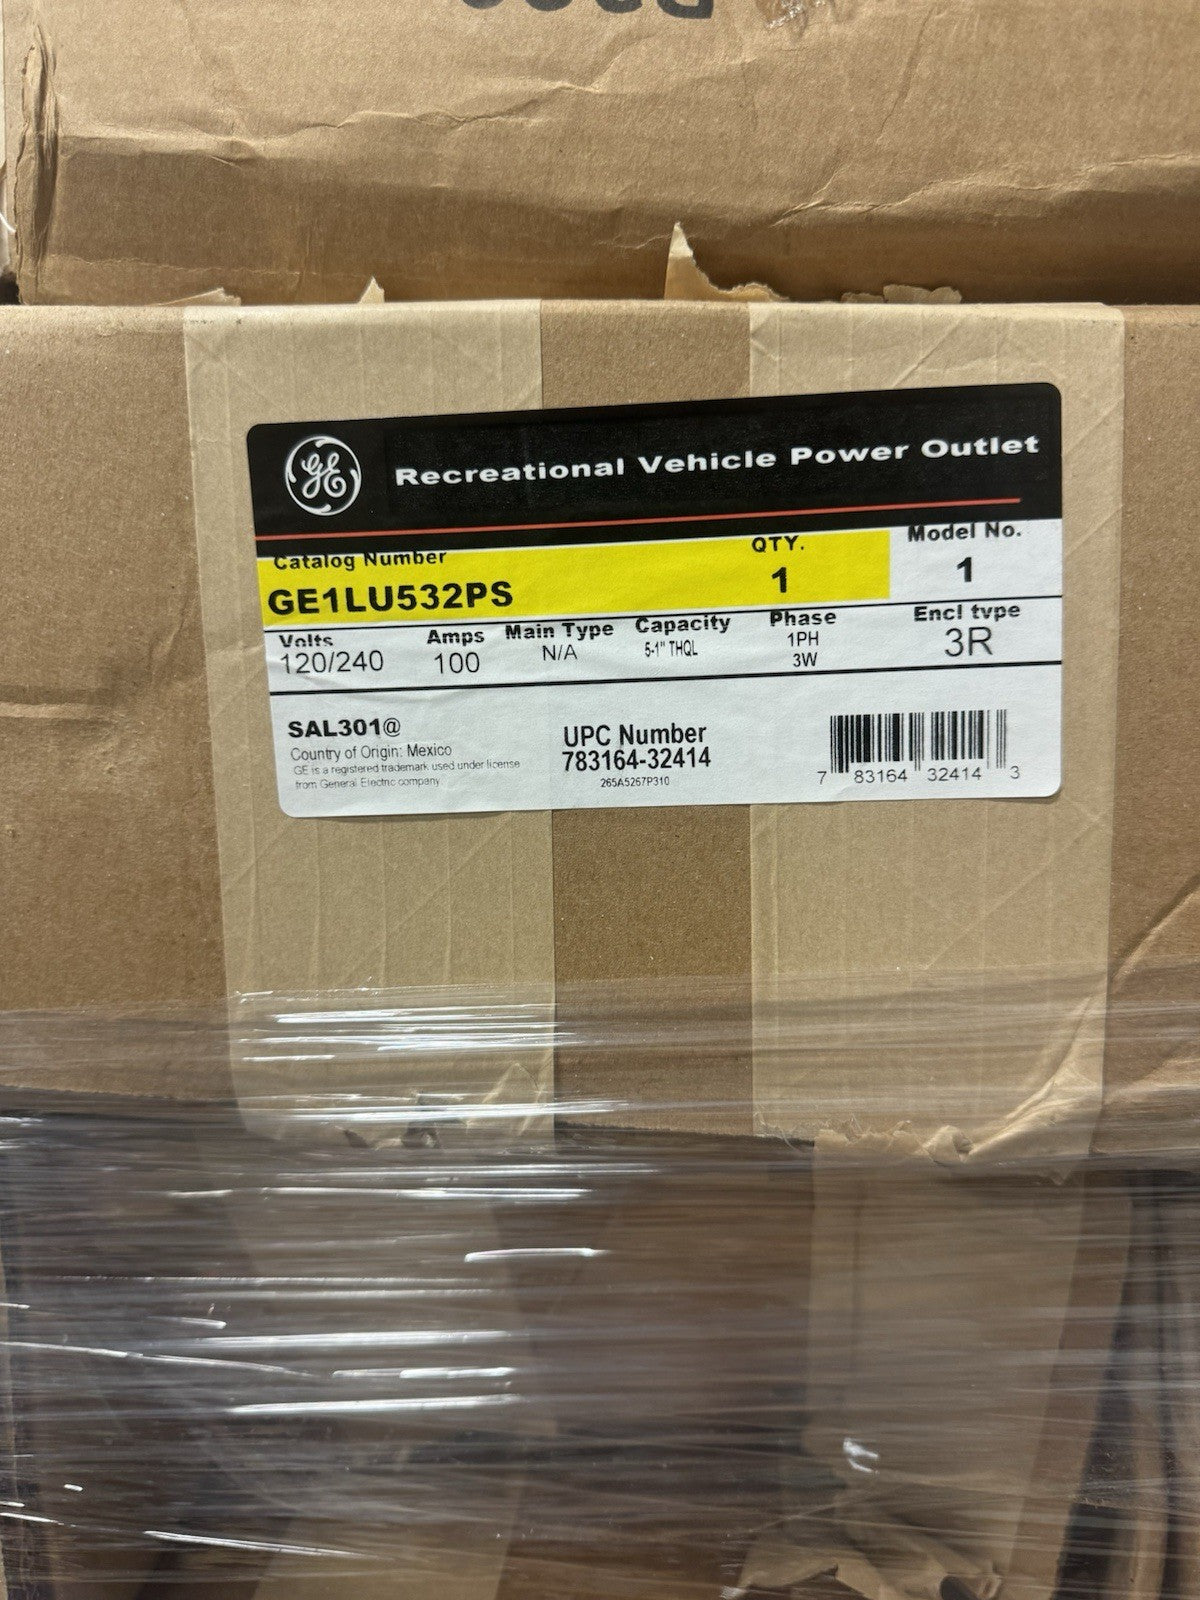 GE
Recreational Vehicle Power Outlet
Catalog Number QTY. Model No.
GE1LU532PS 1 1
Volts Amps Main Type Capacity Phase Encl type
120/240 100 N/A 5-1" THQL 1PH 3R
3W
SAL301@
Country of Origin: Mexico
GE is a registered trademark used under license
from General Electric company
UPC Number
783164-32414
265A5267P310
7 83164 32414 3